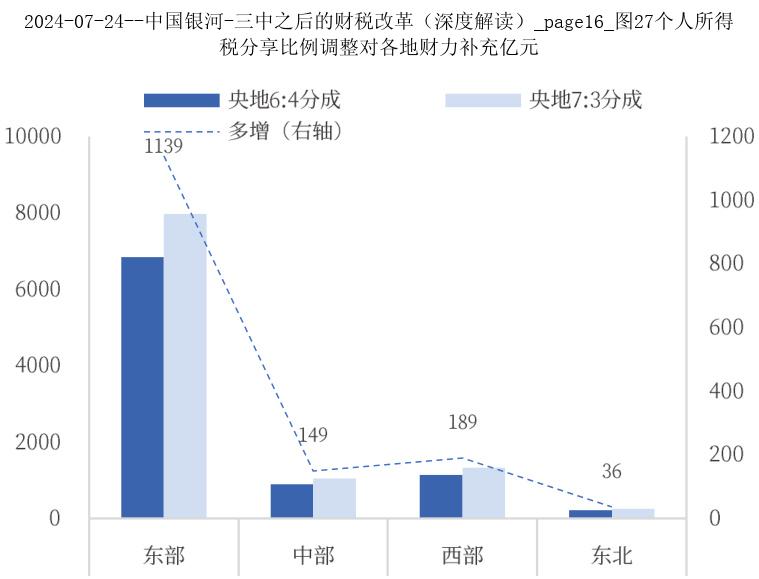 2024-07-24--中国银河-三中之后的财税改革（深度解读）_page16_图27个人所得
税分享比例调整对各地财力补充亿元
央地6:4分成
央地7:3分成
多增（右轴）
10000
8000
6000
4000
2000
0
1200
1000
800
600
400
200
0
1139
149
189
36
东部
中部
西部
东北